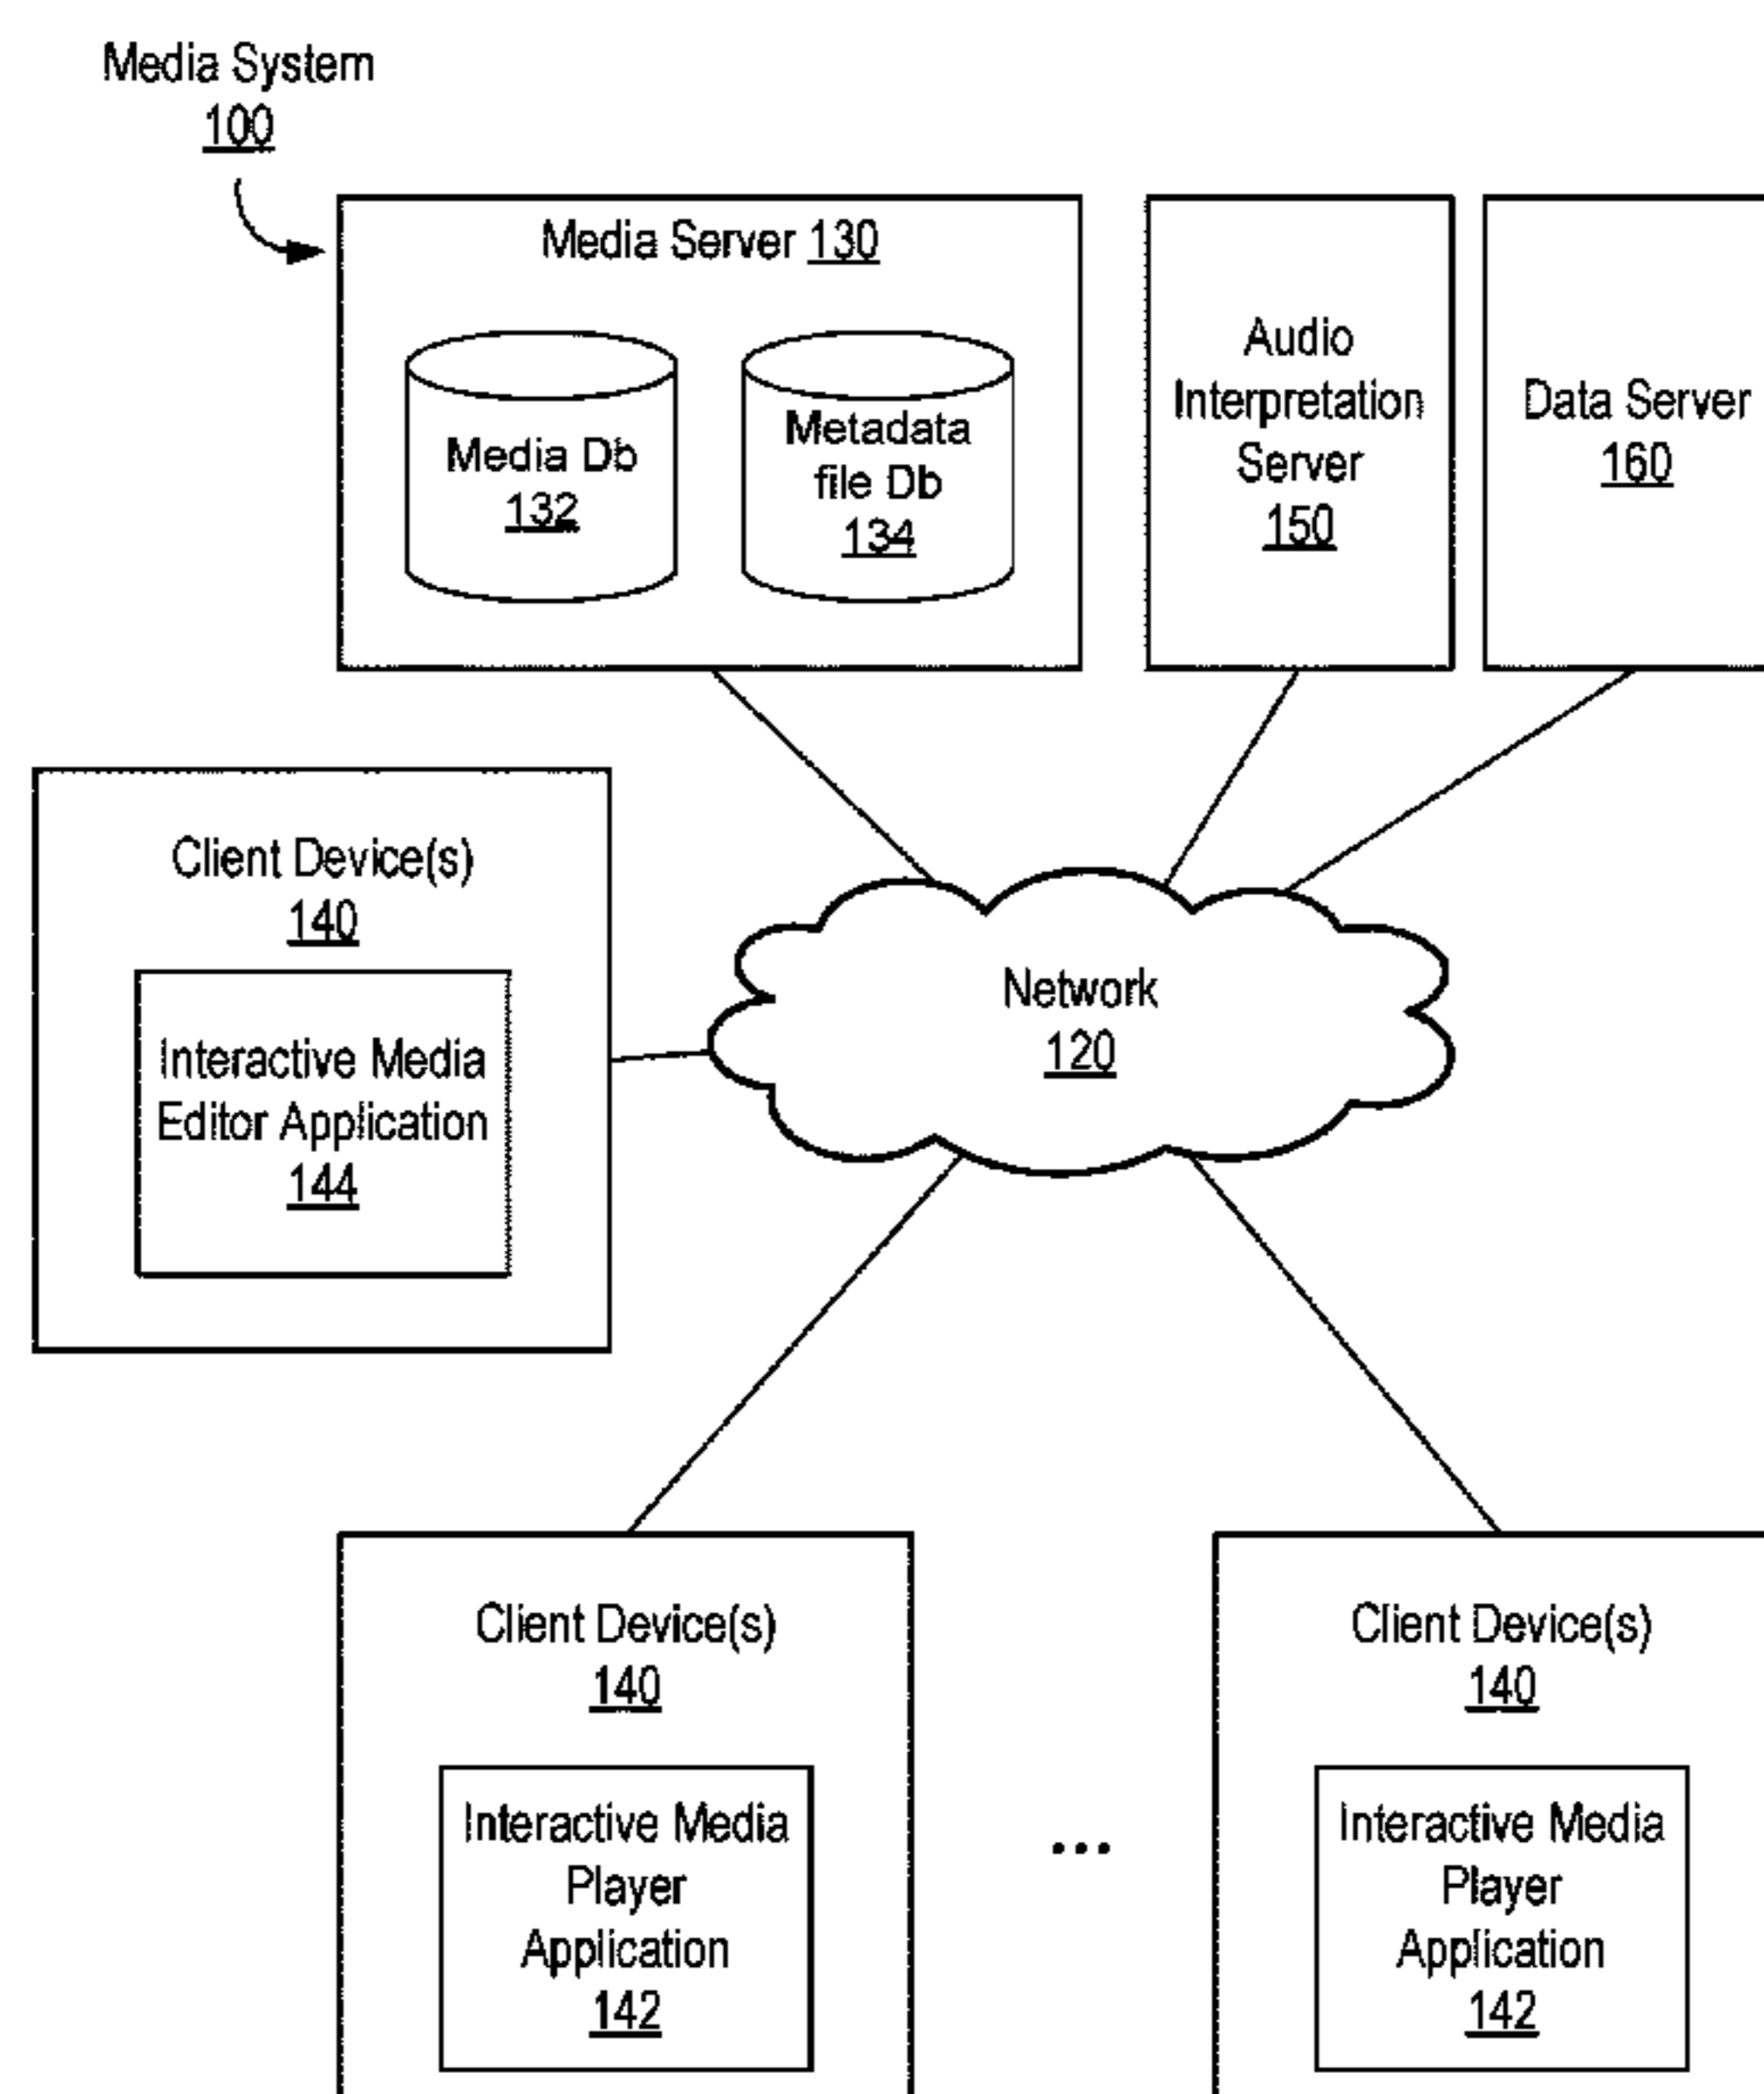 Media System
100
Media Server 130
Media Db
132
Metadata
file Db
134
Audio
Interpretation
Server
150
Data Server
160
Client Device(s)
140
Interactive Media
Editor Application
144
Network
120
Client Device(s)
140
Interactive Media
Player
Application
142
...
Client Device(s)
140
Interactive Media
Player
Application
142